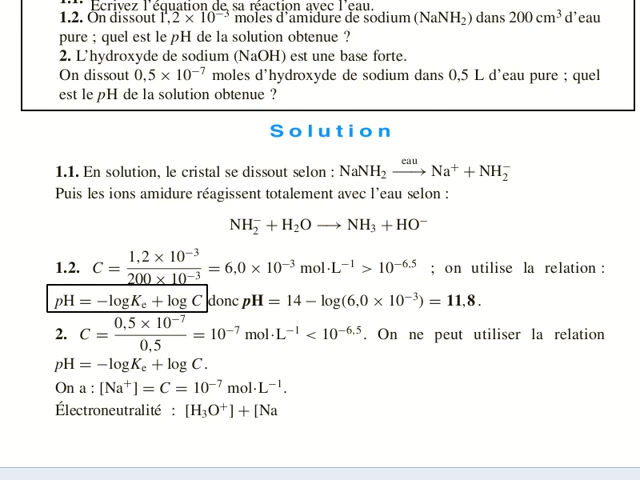 1.1. Écrivez l'équation de sa réaction avec l'eau.
1.2. On dissout 1,2 × 10⁻³ moles d'amidure de sodium (NaNH₂) dans 200 cm³ d'eau
pure ; quel est le pH de la solution obtenue ?
2. L'hydroxyde de sodium (NaOH) est une base forte.
On dissout 0,5 × 10⁻⁷ moles d'hydroxyde de sodium dans 0,5 L d'eau pure ; quel
est le pH de la solution obtenue ?
Solution
1.1. En solution, le cristal se dissout selon : NaNH₂ —eau→ Na⁺ + NH₂⁻
Puis les ions amidure réagissent totalement avec l'eau selon :
NH₂⁻ + H₂O ⟶ NH₃ + HO⁻
1.2. C = 1,2 × 10⁻³ / 200 × 10⁻³ = 6,0 × 10⁻³ mol·L⁻¹ > 10⁻⁶·⁵ ; on utilise la relation :
pH = −logKₑ + log C donc pH = 14 − log(6,0 × 10⁻³) = 11,8.
2. C = 0,5 × 10⁻⁷ / 0,5 = 10⁻⁷ mol·L⁻¹ < 10⁻⁶·⁵. On ne peut utiliser la relation
pH = −logKₑ + log C.
On a : [Na⁺] = C = 10⁻⁷ mol·L⁻¹.
Électroneutralité : [H₃O⁺] + [Na